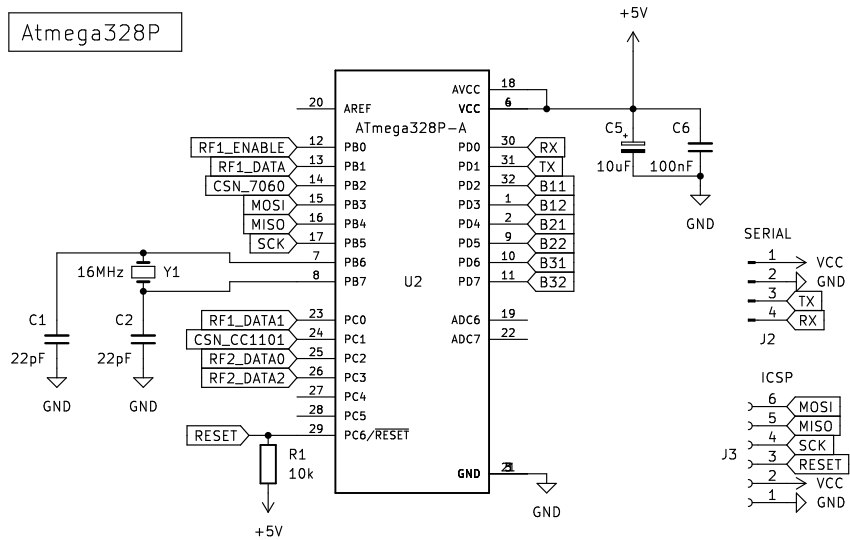 Atmega328P
+5V
18
AVCC
6
VCC
20
AREF
ATmega328P-A
C5
+
C6
10uF
100nF
GND
RF1_ENABLE 12 PB0
RF1_DATA 13 PB1
CSN_7060 14 PB2
MOSI 15 PB3
MISO 16 PB4
SCK 17 PB5
7 PB6
8 PB7
PD0 30 RX
PD1 31 TX
PD2 32 B11
PD3 1 B12
PD4 2 B21
PD5 9 B22
PD6 10 B31
PD7 11 B32
16MHz Y1
U2
C1
22pF
GND
C2
22pF
GND
RF1_DATA1 23 PC0
CSN_CC1101 24 PC1
RF2_DATA0 25 PC2
RF2_DATA2 26 PC3
27 PC4
28 PC5
RESET 29 PC6/RESET
ADC6 19
ADC7 22
R1
10k
+5V
GND
GND
SERIAL
1 VCC
2 GND
3 TX
4 RX
J2
ICSP
6 MOSI
5 MISO
4 SCK
J3
3 RESET
2 VCC
1 GND